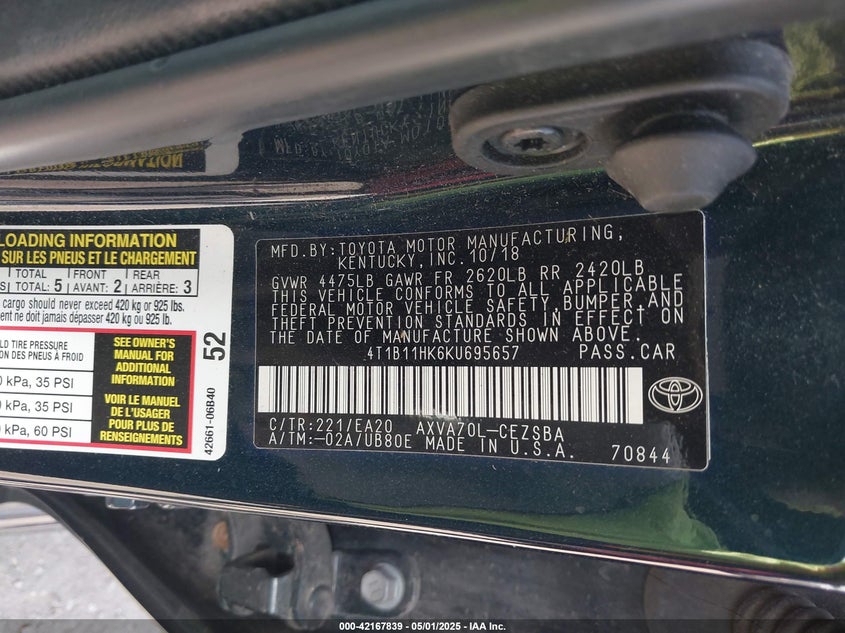 LOADING INFORMATION
SUR LES PNEUS ET LE CHARGEMENT
TOTAL 5 FRONT AVANT: 2 REAR ARRIÈRE: 3
cargo should never exceed 420 kg or 925 lbs.
ne doit jamais dépasser 420 kg ou 925 lb.
TIRE PRESSURE
DES PNEUS À FROID
kPa, 35 PSI
kPa, 35 PSI
kPa, 60 PSI
SEE OWNER'S
MANUAL FOR
ADDITIONAL
INFORMATION
VOIR LE MANUEL
DE L'USAGER
POUR PLUS DE
RENSEIGNEMENTS
52
42661-06B40
MFD.BY:TOYOTA MOTOR MANUFACTURING,
KENTUCKY, INC. 10/18
GVWR 4475LB GAWR FR 2620LB RR 2420LB
THIS VEHICLE CONFORMS TO ALL APPLICABLE
FEDERAL MOTOR VEHICLE SAFETY,BUMPER,AND
THEFT PREVENTION STANDARDS IN EFFECT ON
THE DATE OF MANUFACTURE SHOWN ABOVE.
4T1B11HK6KU695657 PASS.CAR
C/TR:221/EA20 AXVA70L-CEZSBA
A/TM:-02A/UB80E MADE IN U.S.A. 70844
000-42167839 - 05/01/2025 - IAA Holdings, LLC.